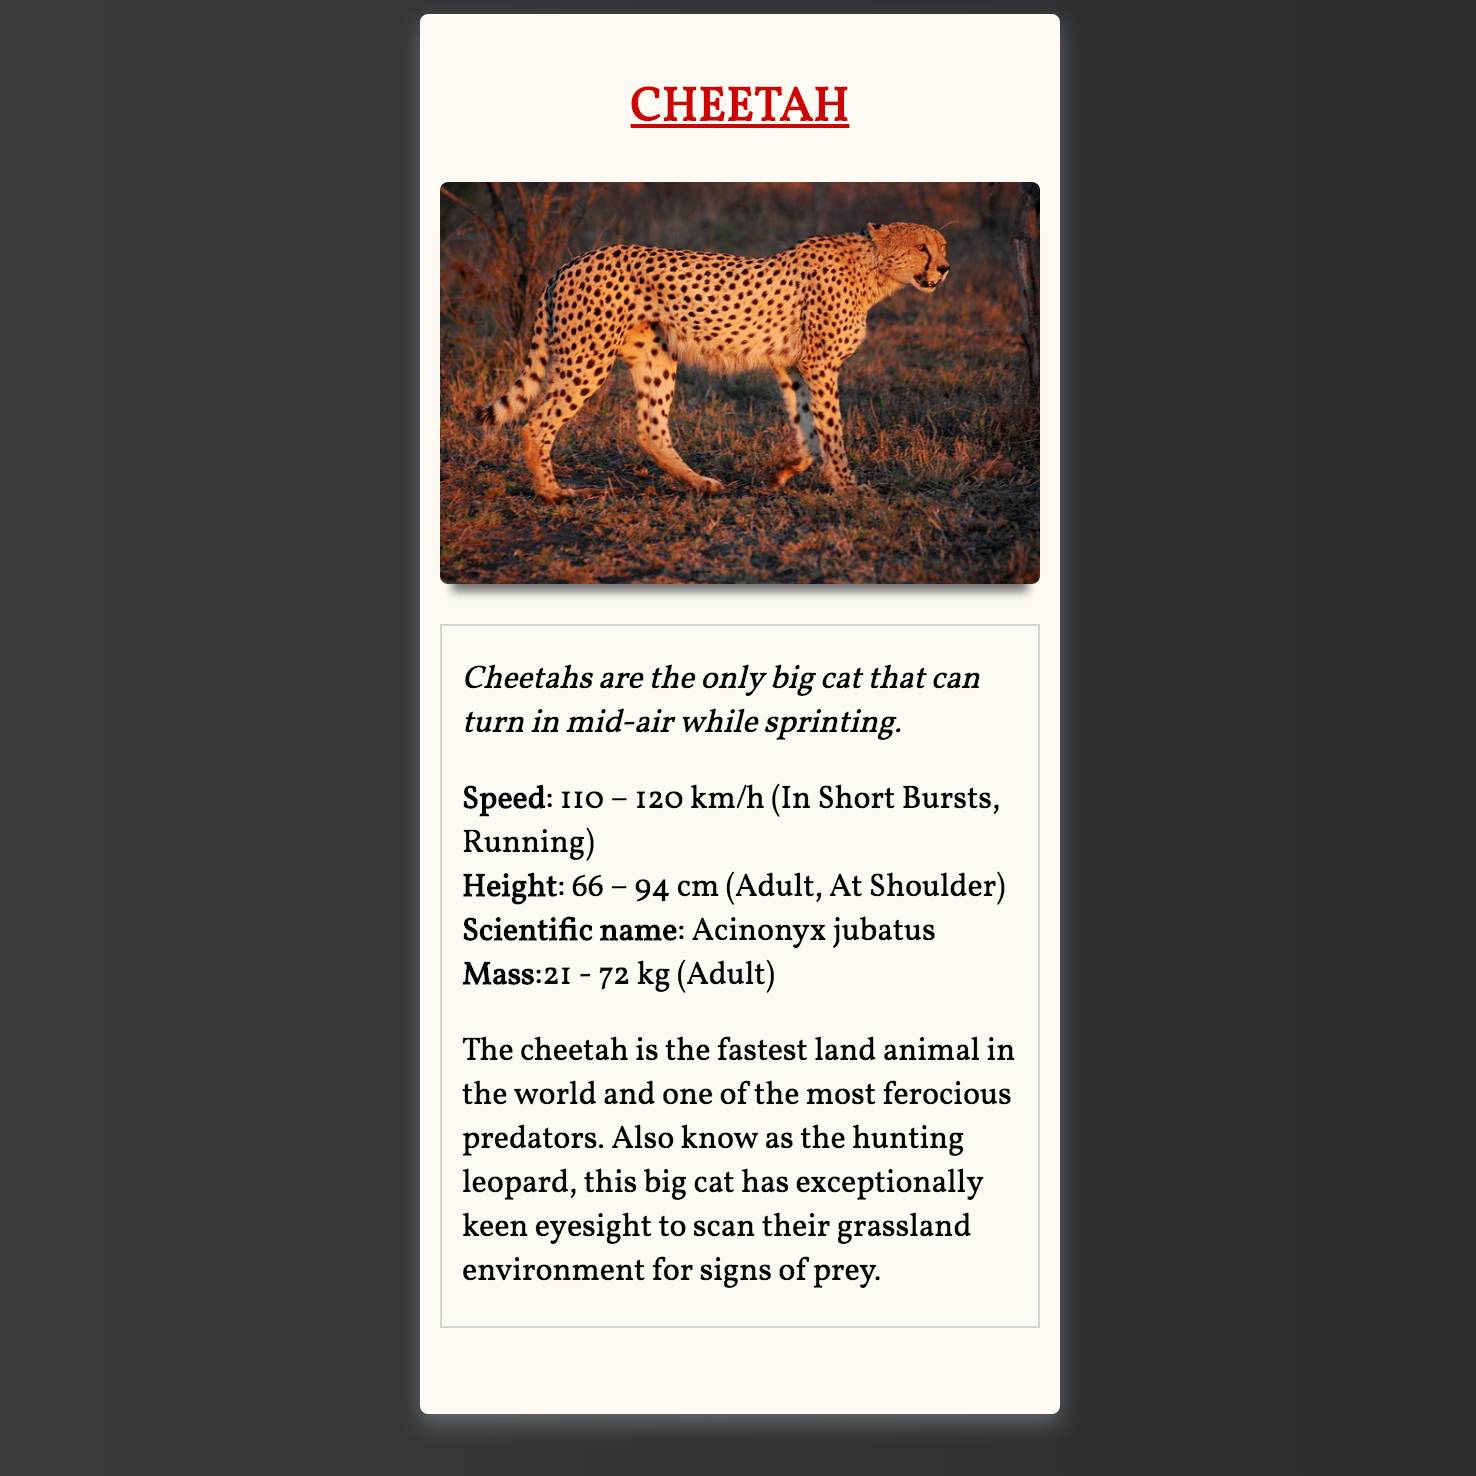 CHEETAH
Cheetahs are the only big cat that can
turn in mid-air while sprinting.
Speed: 110 – 120 km/h (In Short Bursts,
Running)
Height: 66 – 94 cm (Adult, At Shoulder)
Scientific name: Acinonyx jubatus
Mass:21 - 72 kg (Adult)
The cheetah is the fastest land animal in
the world and one of the most ferocious
predators. Also know as the hunting
leopard, this big cat has exceptionally
keen eyesight to scan their grassland
environment for signs of prey.